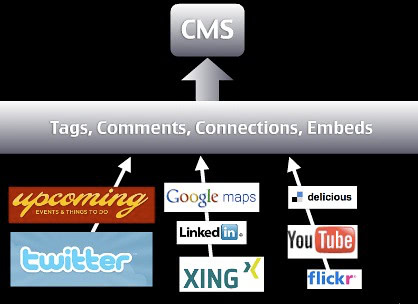 CMS
Tags, Comments, Connections, Embeds
upcoming
EVENTS & THINGS TO DO
twitter
Google maps
Linked in
XING
delicious
YouTube
flickr